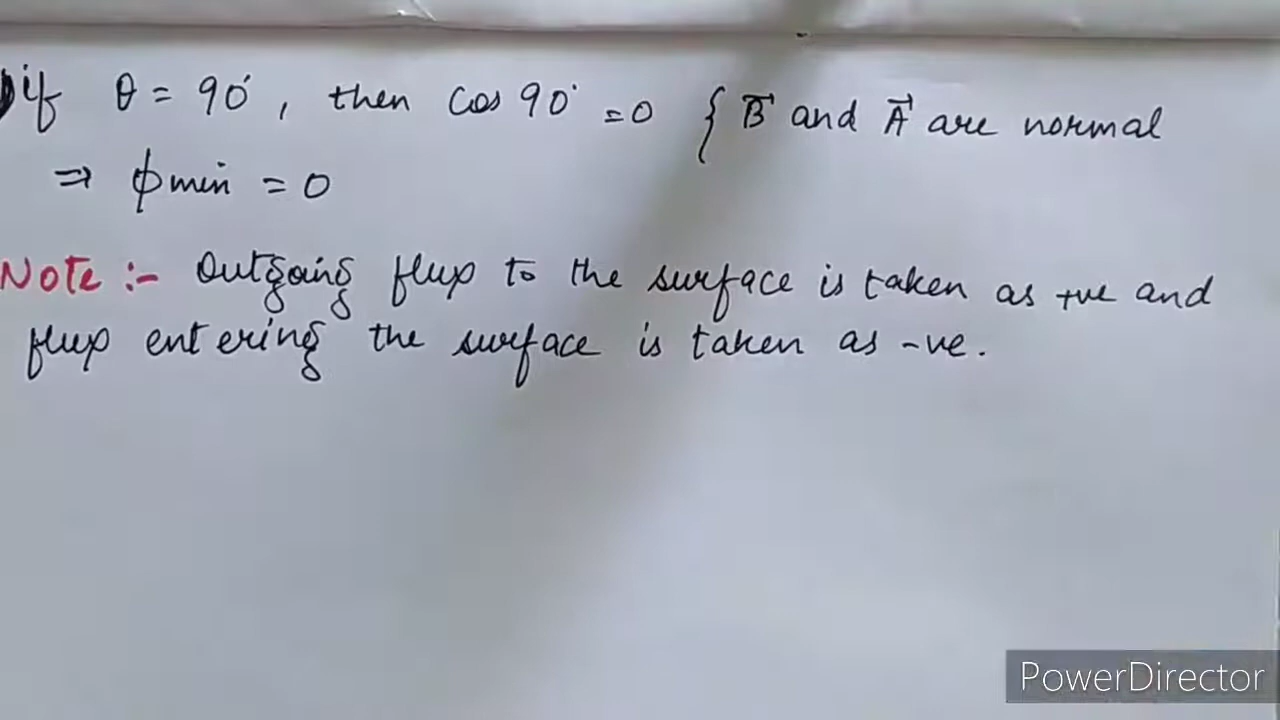 if θ = 90°, then cos 90° = 0 { B⃗ and A⃗ are normal
⇒ ϕmin = 0
Note :- Outgoing flux to the surface is taken as +ve and
flux entering the surface is taken as -ve.
PowerDirector